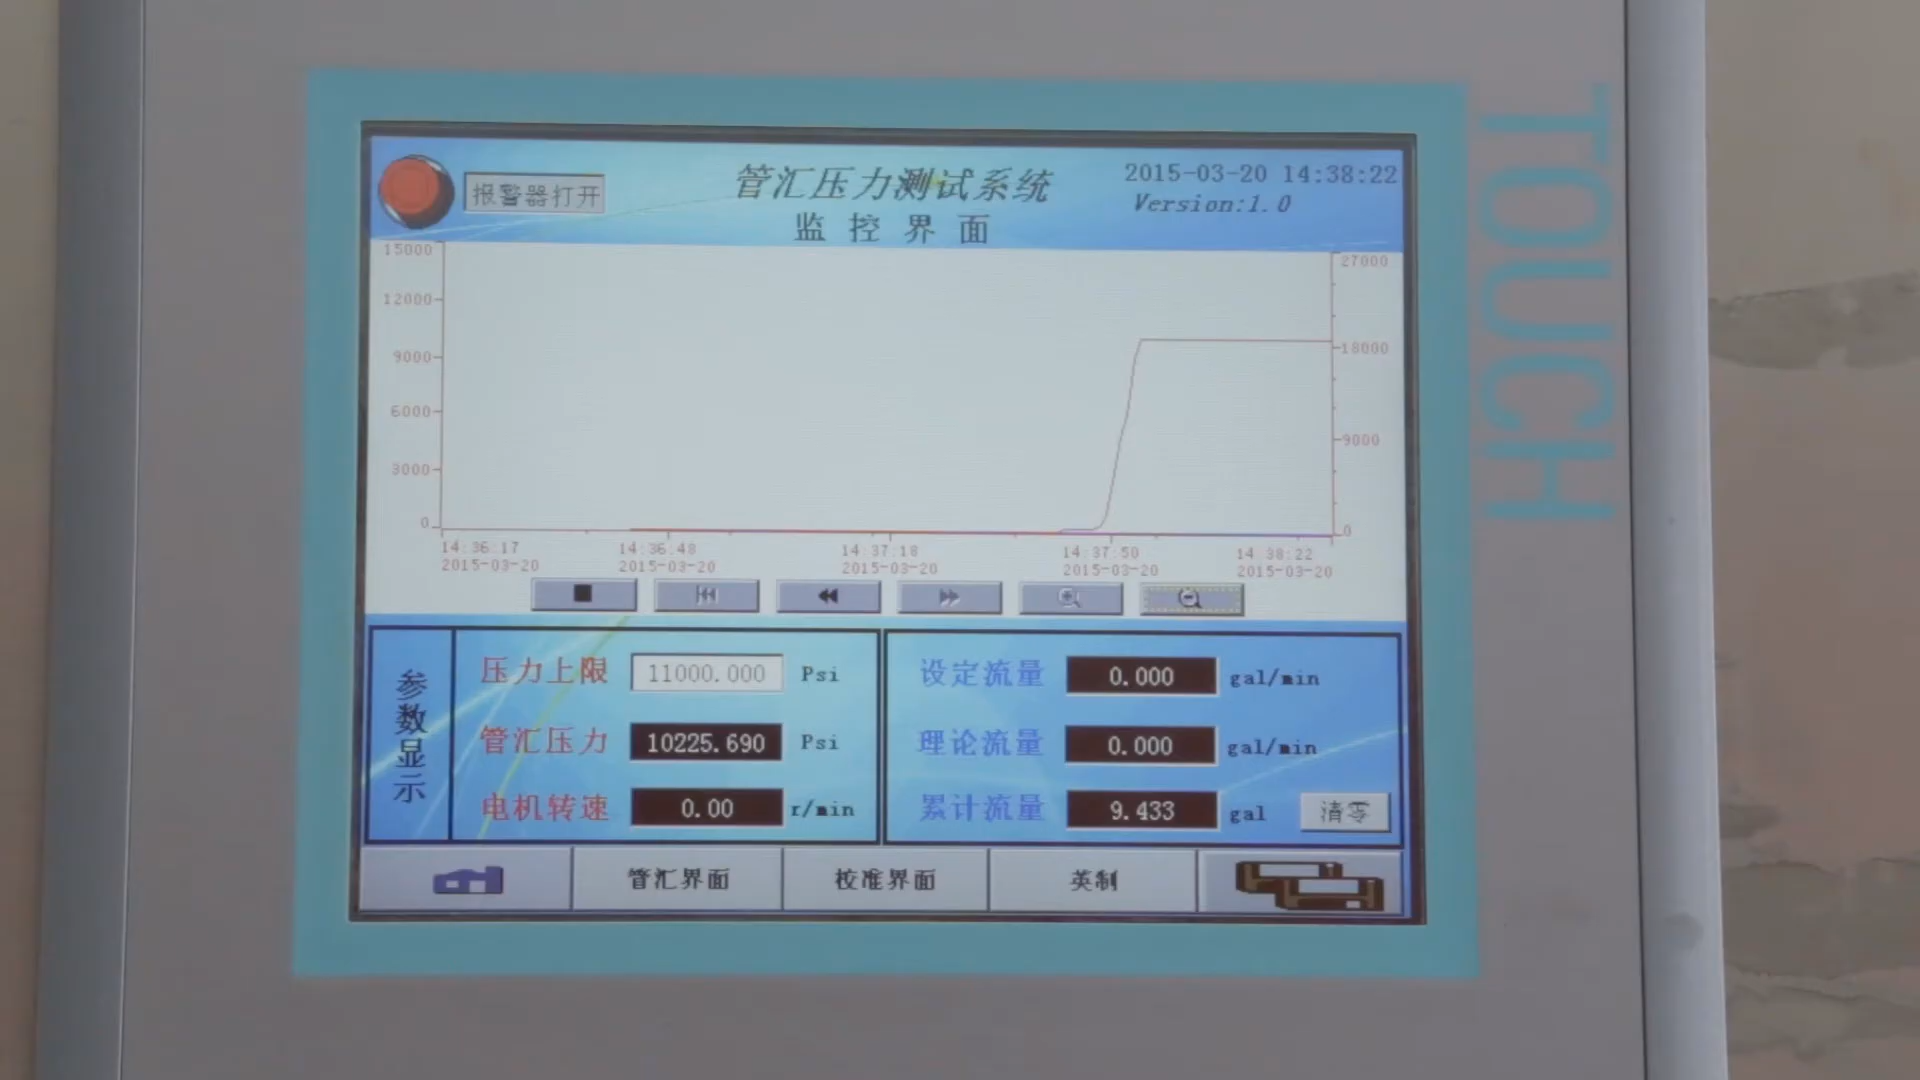 报警器打开
管汇压力测试系统
监控界面
2015-03-20 14:38:22
Version:1.0
TOUCH
15000
12000
9000
6000
3000
0
27000
18000
9000
0
14:36:17
2015-03-20
14:36:48
2015-03-20
14:37:18
2015-03-20
14:37:50
2015-03-20
14:38:22
2015-03-20
参数显示
压力上限 11000.000 Psi
管汇压力 10225.690 Psi
电机转速 0.00 r/min
设定流量 0.000 gal/min
理论流量 0.000 gal/min
累计流量 9.433 gal 清零
管汇界面 校准界面 英制